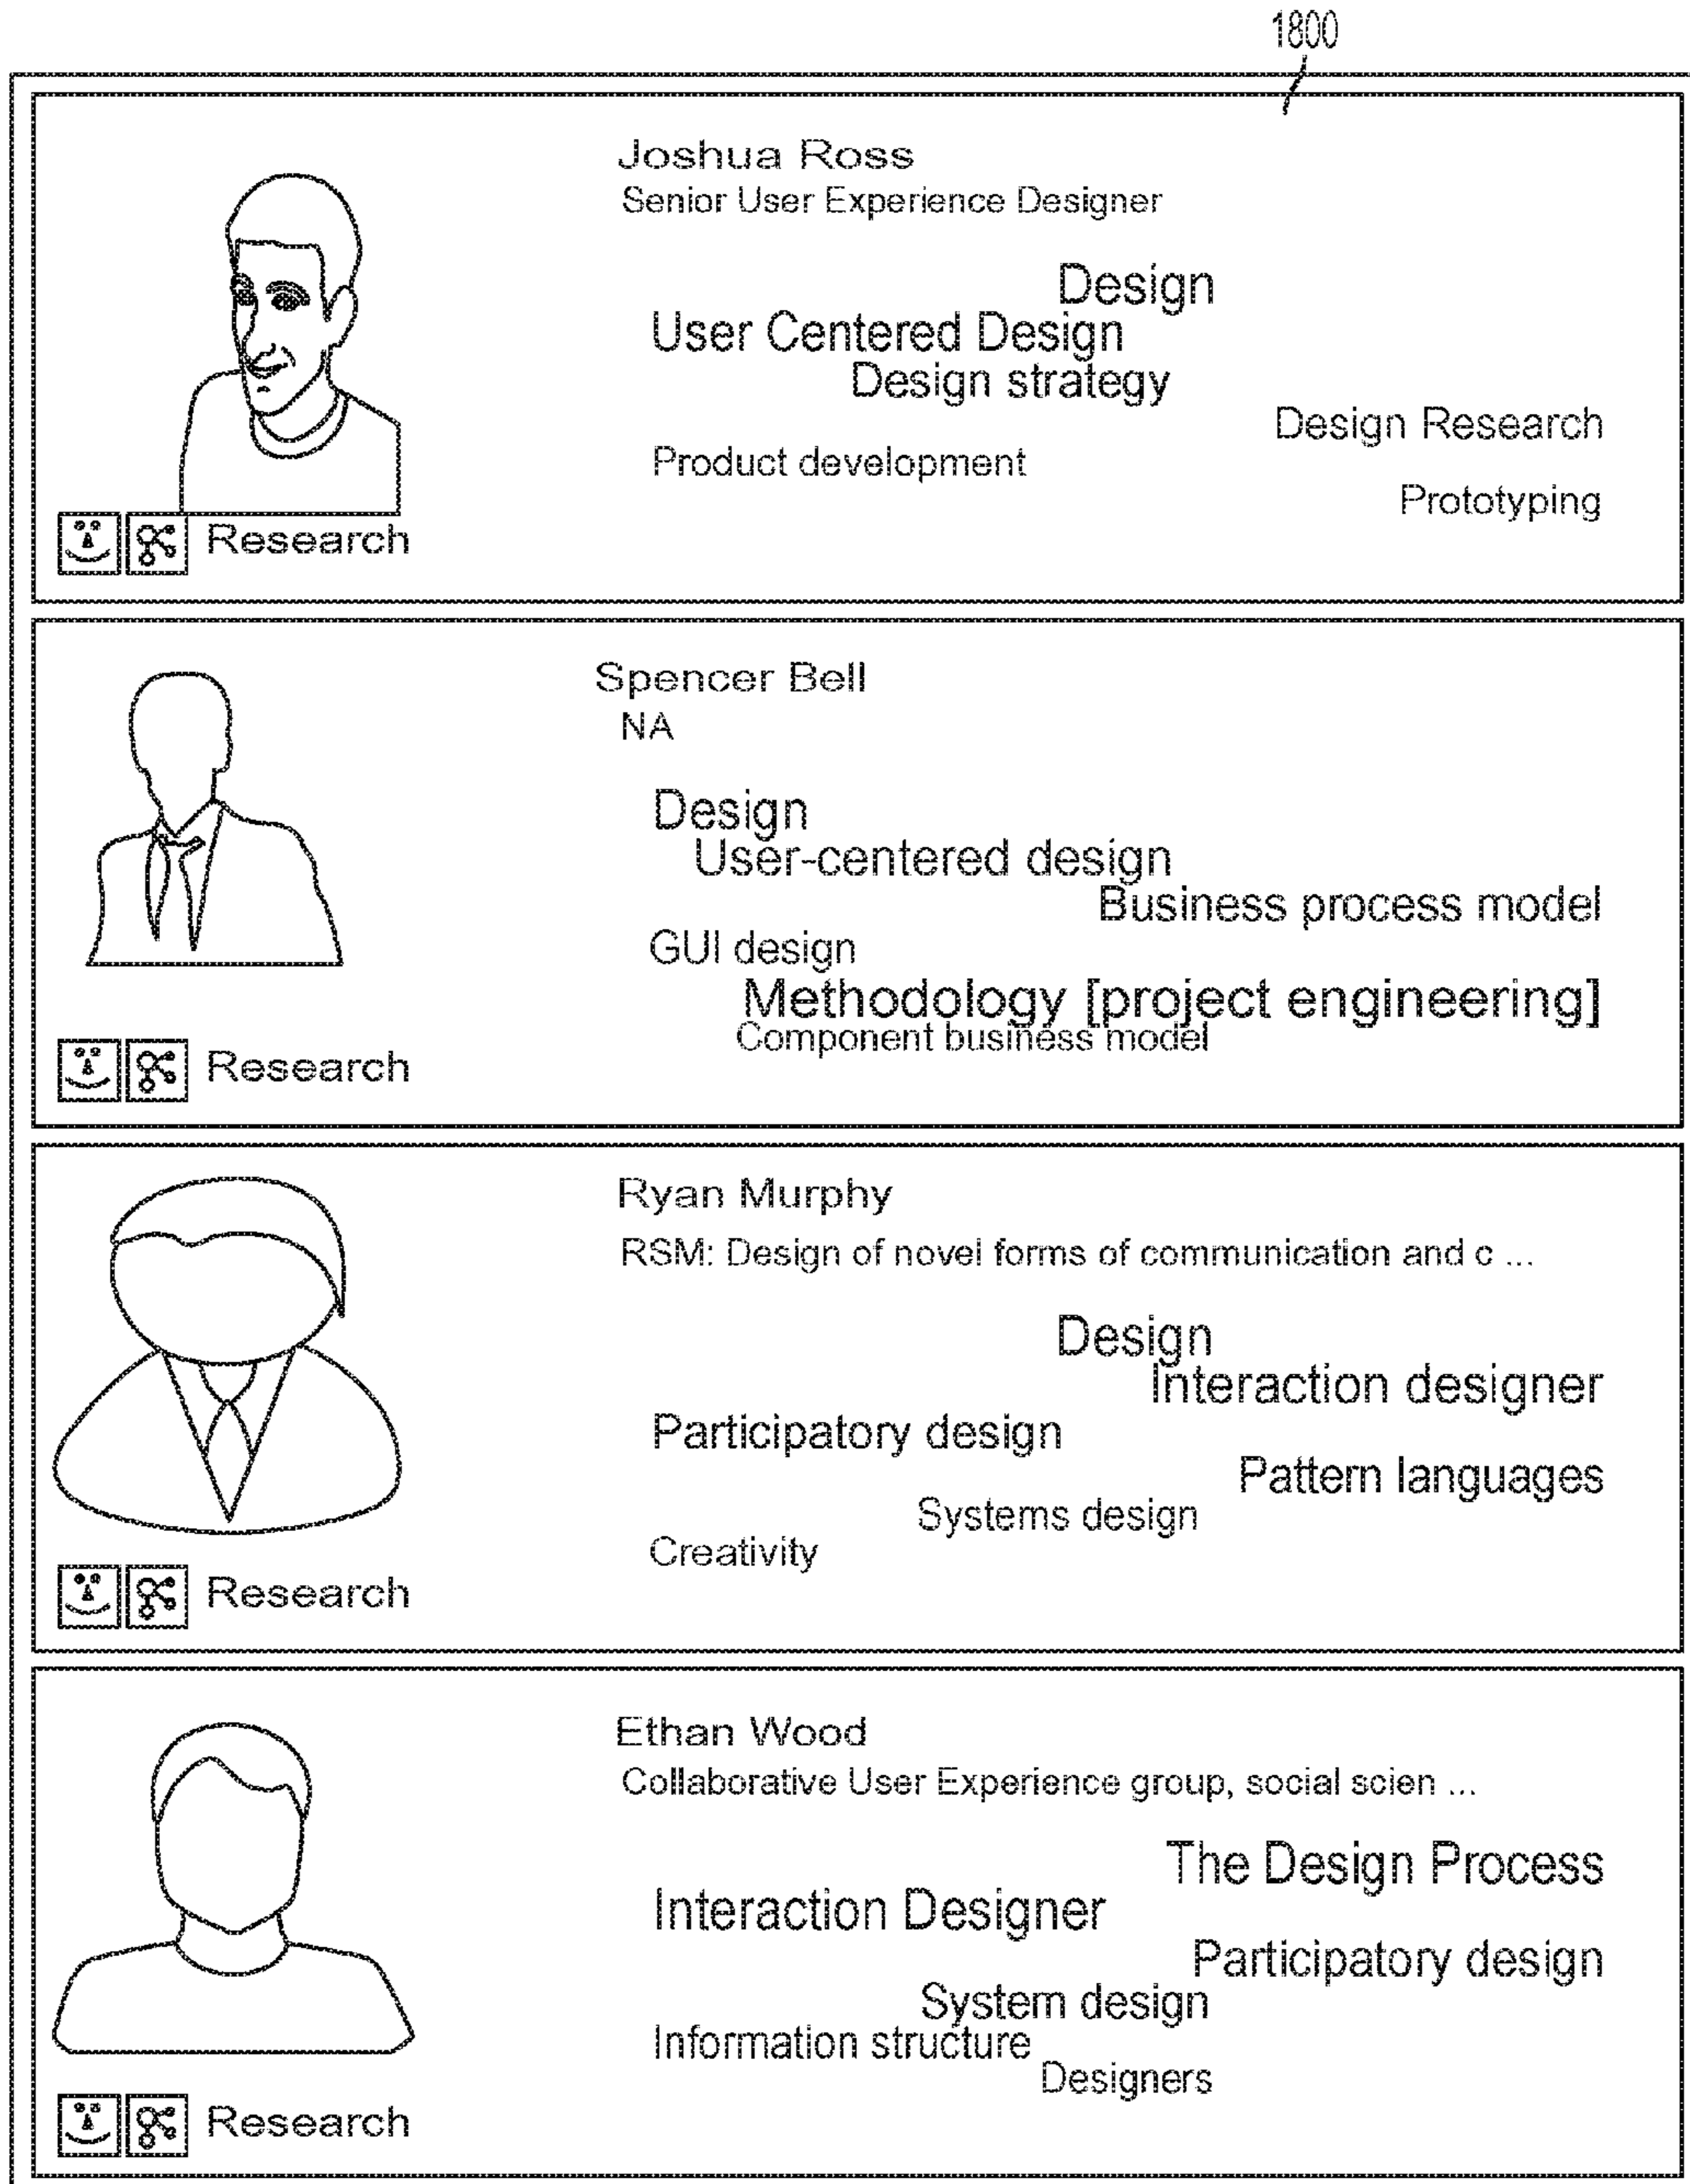 1800
Joshua Ross
Senior User Experience Designer
Design
User Centered Design
Design strategy
Design Research
Product development
Prototyping
Research
Spencer Bell
NA
Design
User-centered design
Business process model
GUI design
Methodology [project engineering]
Component business model
Research
Ryan Murphy
RSM: Design of novel forms of communication and c ...
Design
Interaction designer
Participatory design
Pattern languages
Systems design
Creativity
Research
Ethan Wood
Collaborative User Experience group, social scien ...
The Design Process
Interaction Designer
Participatory design
System design
Information structure
Designers
Research